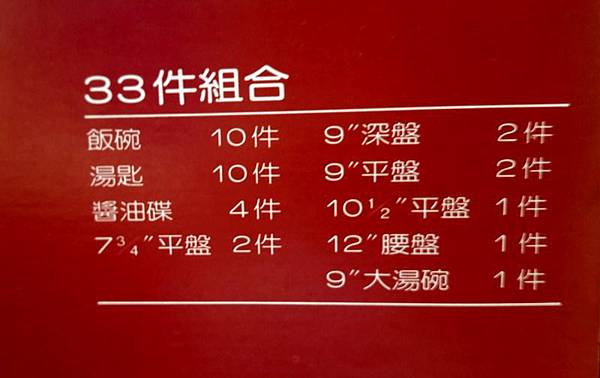 33件組合
飯碗 10件 9″深盤 2件
湯匙 10件 9″平盤 2件
醬油碟 4件 10½″平盤 1件
7¾″平盤 2件 12″腰盤 1件
9″大湯碗 1件